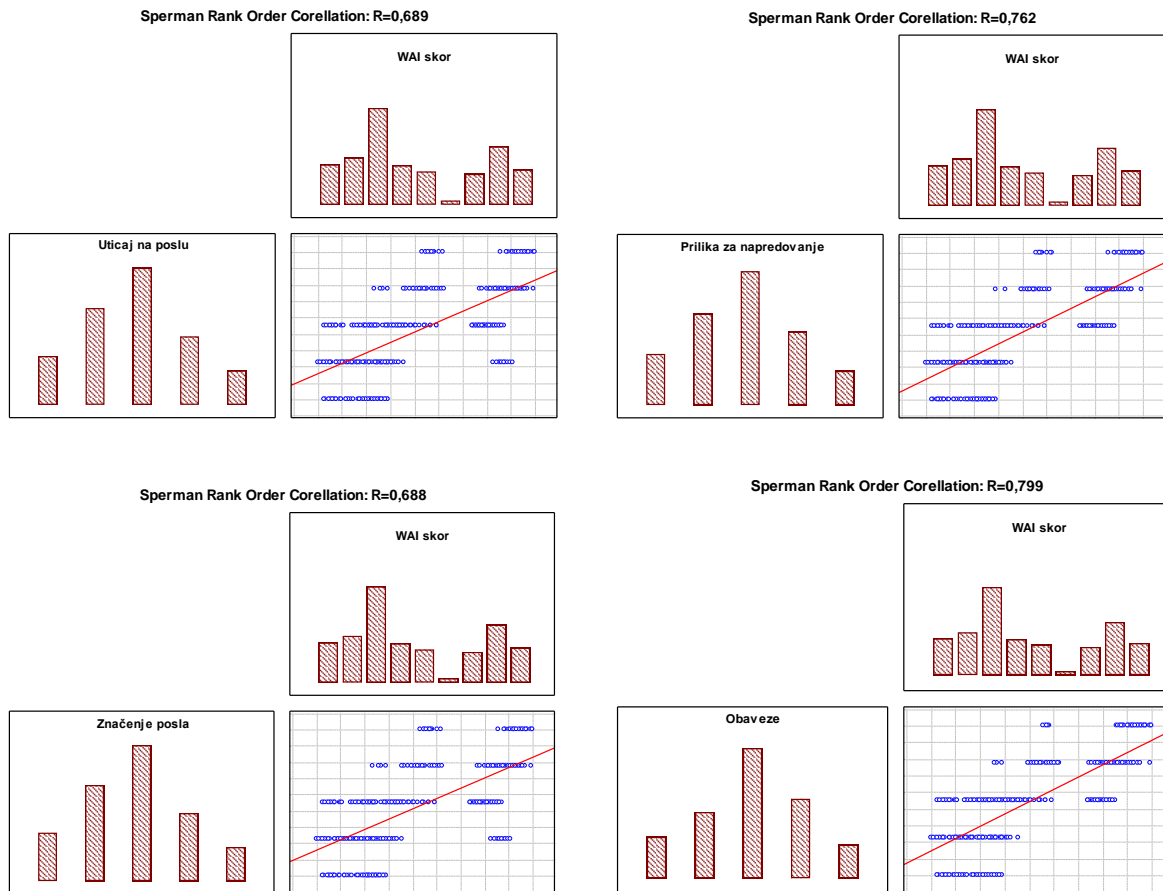 Sperman Rank Order Corellation: R=0,689
WAI skor
Uticaj na poslu
Sperman Rank Order Corellation: R=0,762
WAI skor
Prilika za napredovanje
Sperman Rank Order Corellation: R=0,688
WAI skor
Značenje posla
Sperman Rank Order Corellation: R=0,799
WAI skor
Obaveze